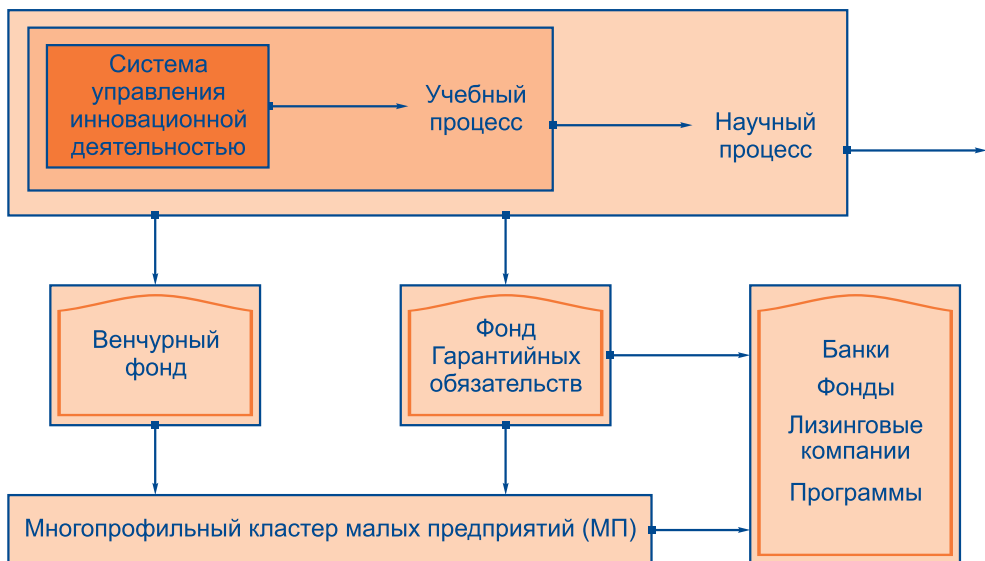 Система
управления
инновационной
деятельностью
Учебный
процесс
Научный
процесс
Венчурный
фонд
Фонд
Гарантийных
обязательств
Банки
Фонды
Лизинговые
компании
Программы
Многопрофильный кластер малых предприятий (МП)